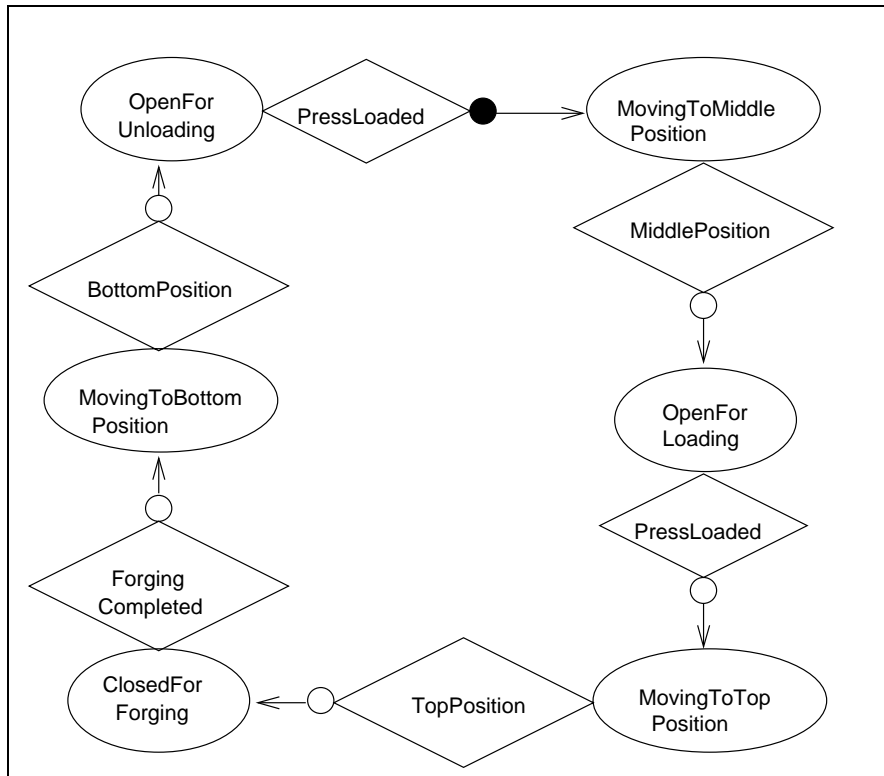 OpenFor
Unloading
PressLoaded
MovingToMiddle
Position
MiddlePosition
BottomPosition
MovingToBottom
Position
OpenFor
Loading
PressLoaded
Forging
Completed
ClosedFor
Forging
TopPosition
MovingToTop
Position